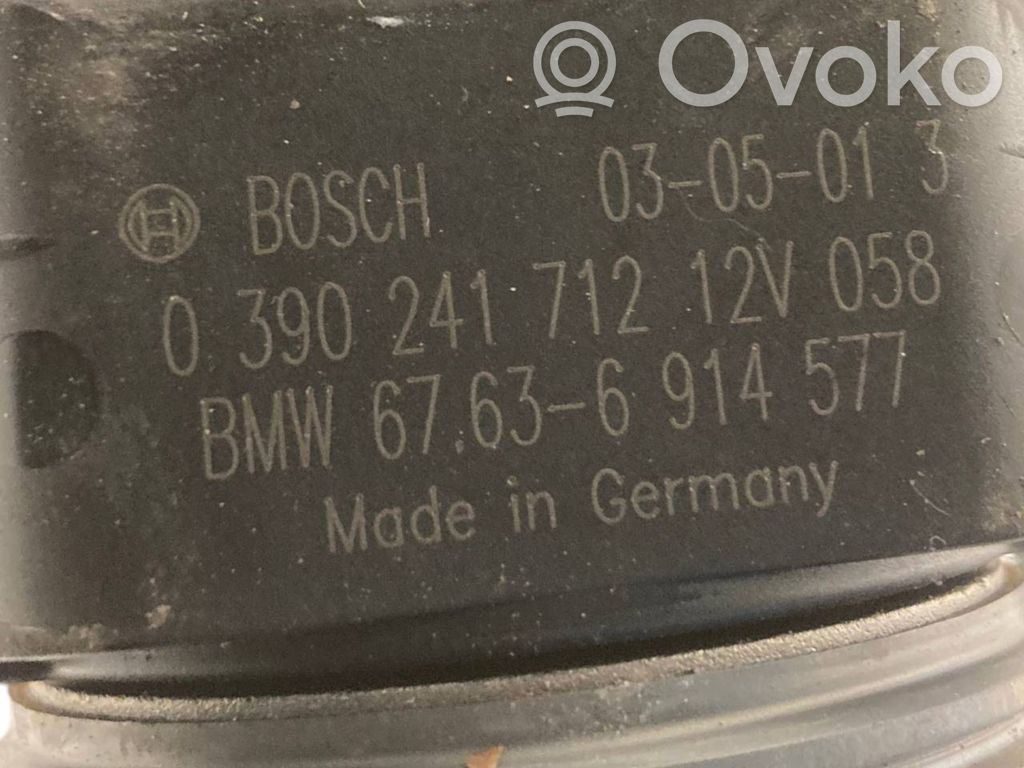 Ovoko
BOSCH 03-05-01 3
0 390 241 712 12V 058
BMW 67.63-6 914 577
Made in Germany